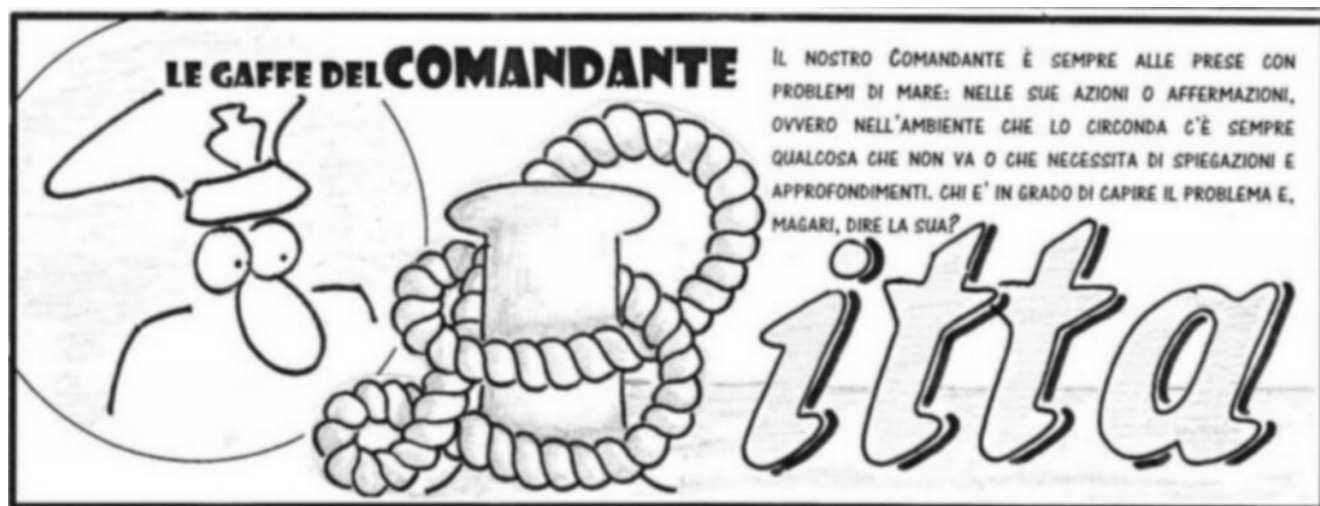 LE GAFFE DEL COMANDANTE
IL NOSTRO COMANDANTE È SEMPRE ALLE PRESE CON
PROBLEMI DI MARE: NELLE SUE AZIONI O AFFERMAZIONI,
OVVERO NELL'AMBIENTE CHE LO CIRCONDA C'È SEMPRE
QUALCOSA CHE NON VA O CHE NECESSITA DI SPIEGAZIONI E
APPROFONDIMENTI. CHI E' IN GRADO DI CAPIRE IL PROBLEMA E,
MAGARI, DIRE LA SUA?
itta